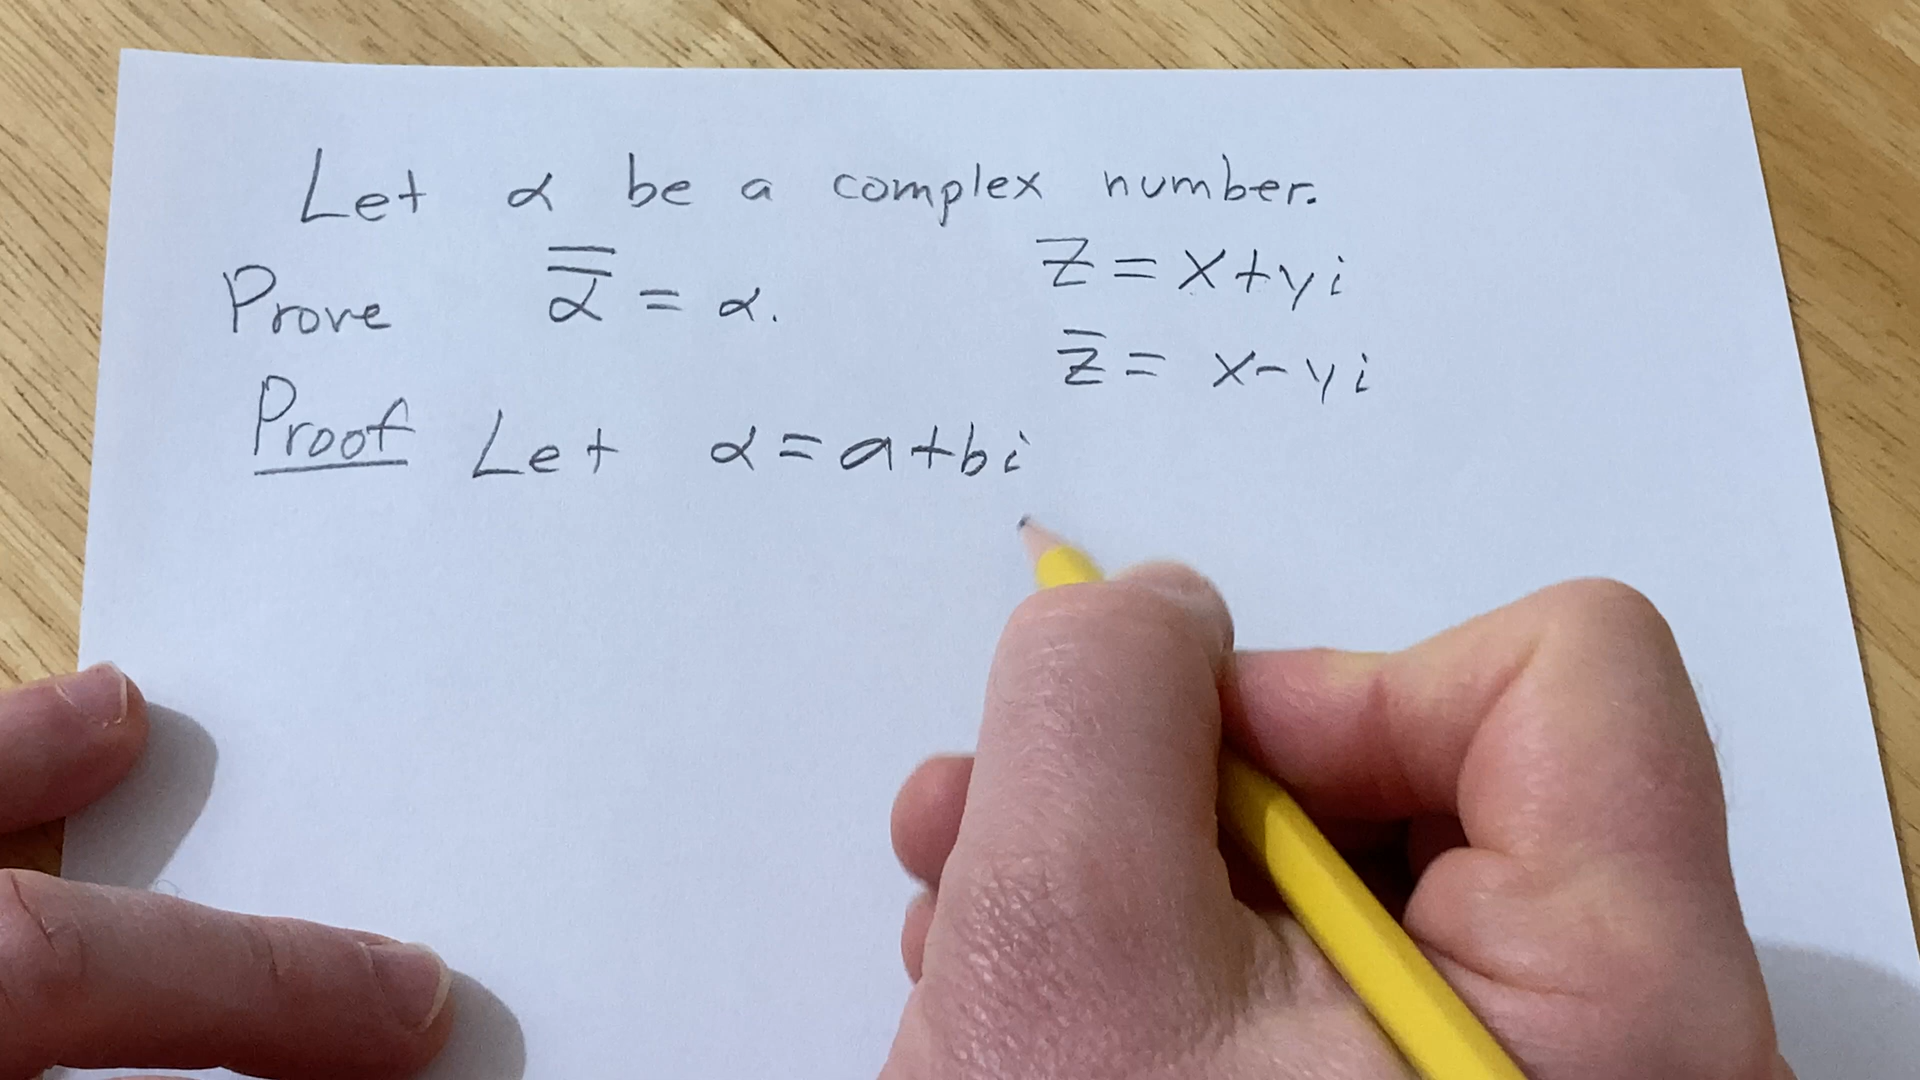 Let α be a complex number.
Prove α̿ = α.
z = x+yi
z̅ = x-yi
Proof Let α = a+bi